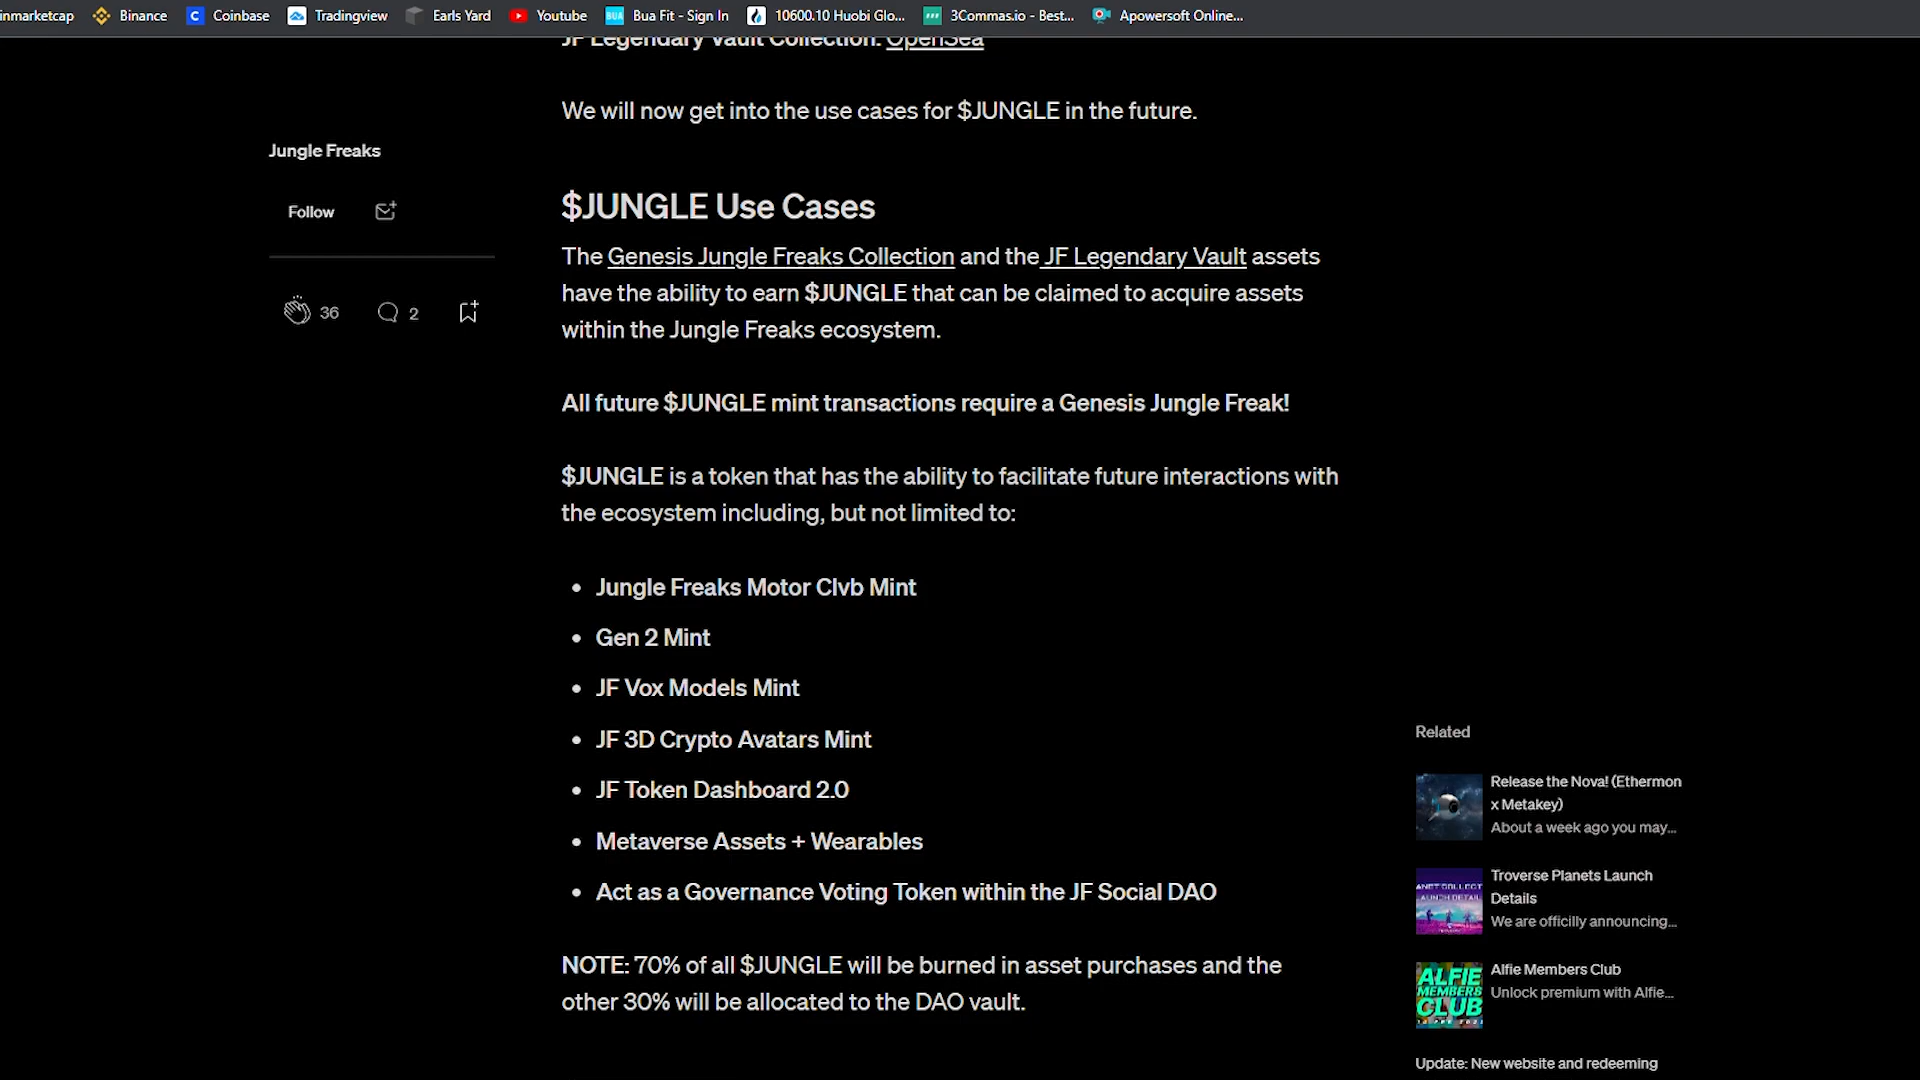 inmarketcap Binance Coinbase Tradingview Earls Yard Youtube Bua Fit - Sign In 10600.10 Huobi Glo... 3Commas.io - Best... Apowersoft Online...
JF Legendary Vault Collection: OpenSea
We will now get into the use cases for $JUNGLE in the future.
Jungle Freaks
Follow
36 2
$JUNGLE Use Cases
The Genesis Jungle Freaks Collection and the JF Legendary Vault assets
have the ability to earn $JUNGLE that can be claimed to acquire assets
within the Jungle Freaks ecosystem.
All future $JUNGLE mint transactions require a Genesis Jungle Freak!
$JUNGLE is a token that has the ability to facilitate future interactions with
the ecosystem including, but not limited to:
• Jungle Freaks Motor Clvb Mint
• Gen 2 Mint
• JF Vox Models Mint
• JF 3D Crypto Avatars Mint
• JF Token Dashboard 2.0
• Metaverse Assets + Wearables
• Act as a Governance Voting Token within the JF Social DAO
NOTE: 70% of all $JUNGLE will be burned in asset purchases and the
other 30% will be allocated to the DAO vault.
Related
Release the Nova! (Ethermon
x Metakey)
About a week ago you may...
Troverse Planets Launch
Details
We are officilly announcing...
ALFIE
MEMBERS
CLUB
Alfie Members Club
Unlock premium with Alfie...
Update: New website and redeeming